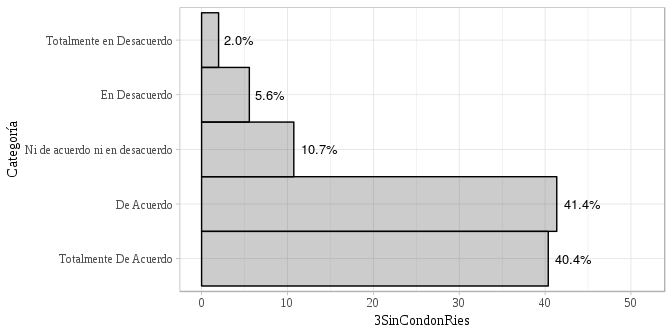 Categoría
Totalmente en Desacuerdo 2.0%
En Desacuerdo 5.6%
Ni de acuerdo ni en desacuerdo 10.7%
De Acuerdo 41.4%
Totalmente De Acuerdo 40.4%
0 10 20 30 40 50
3SinCondonRies